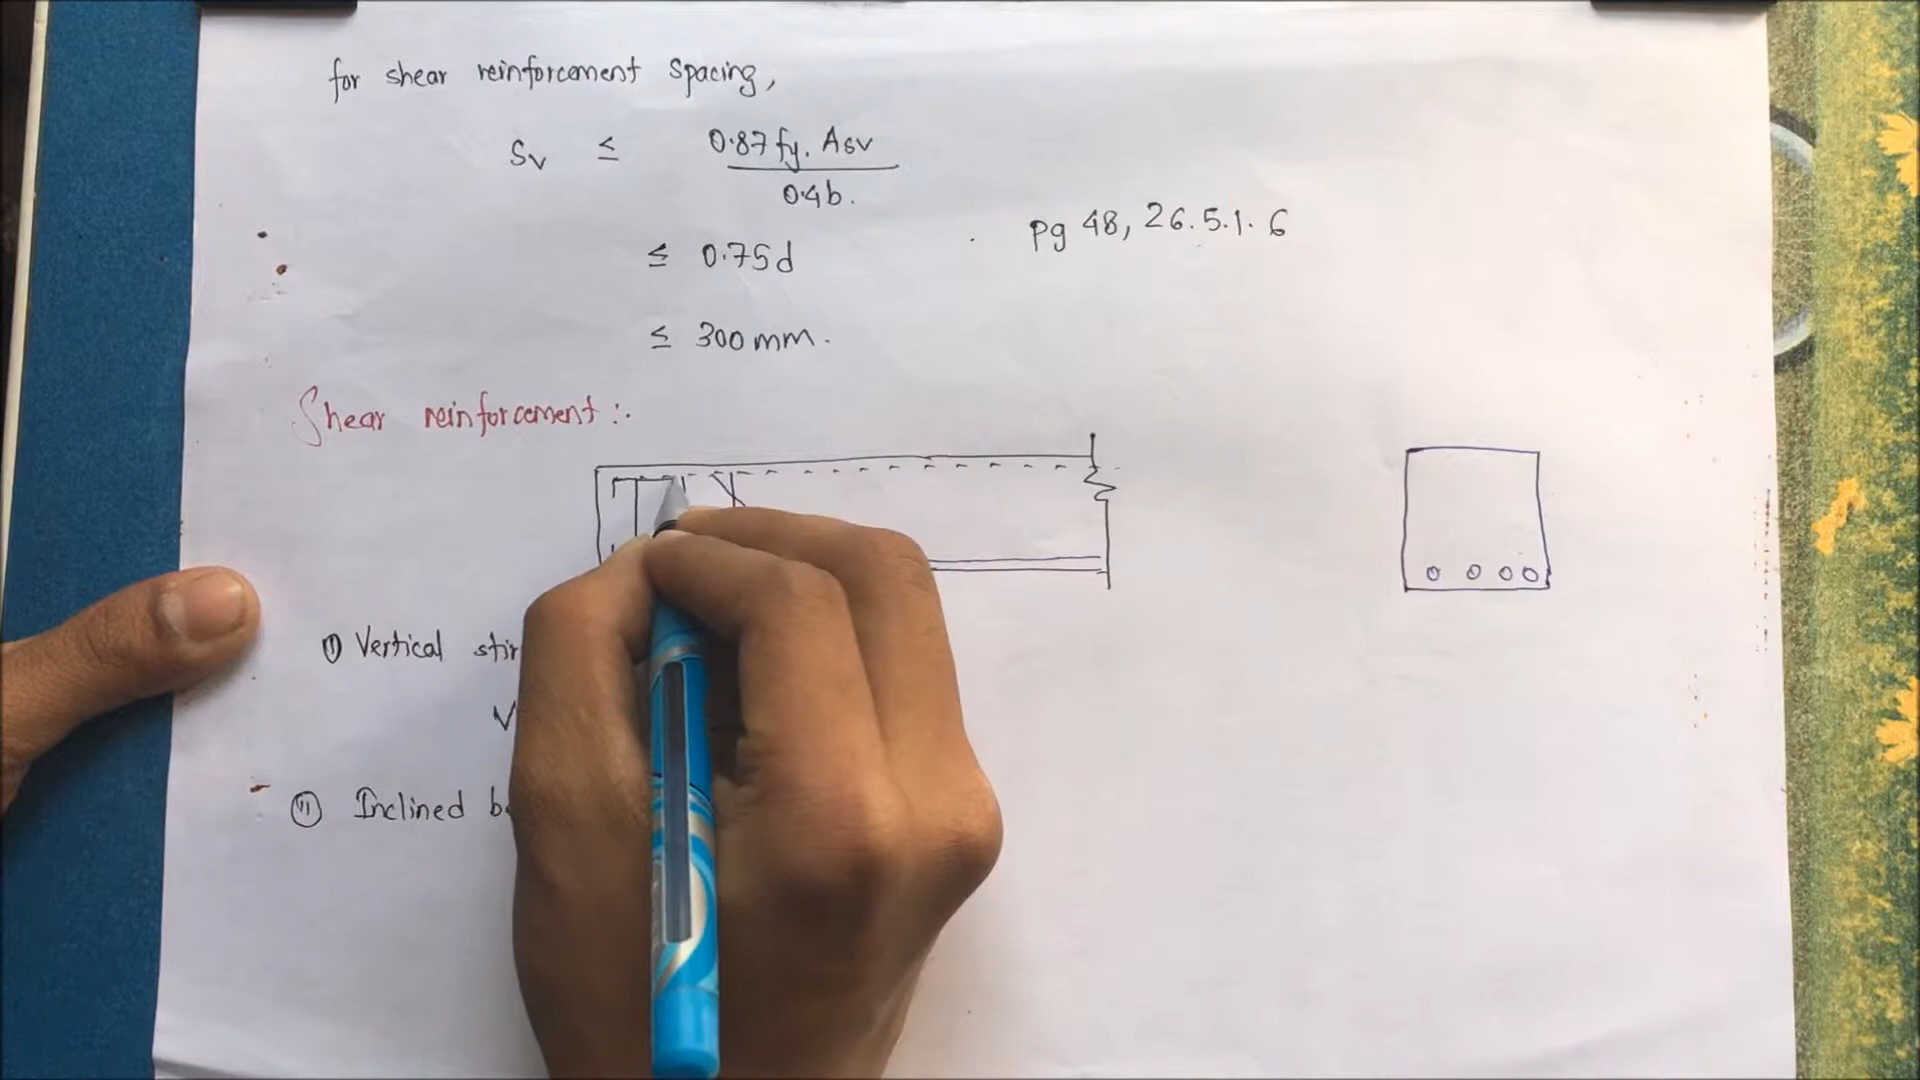 for shear reinforcement spacing,
Sv ≤ 0.87 fy. Asv / 0.4b.
≤ 0.75d
pg 48, 26.5.1.6
≤ 300 mm.
Shear reinforcement :.
(i) Vertical
V
(ii) Inclined